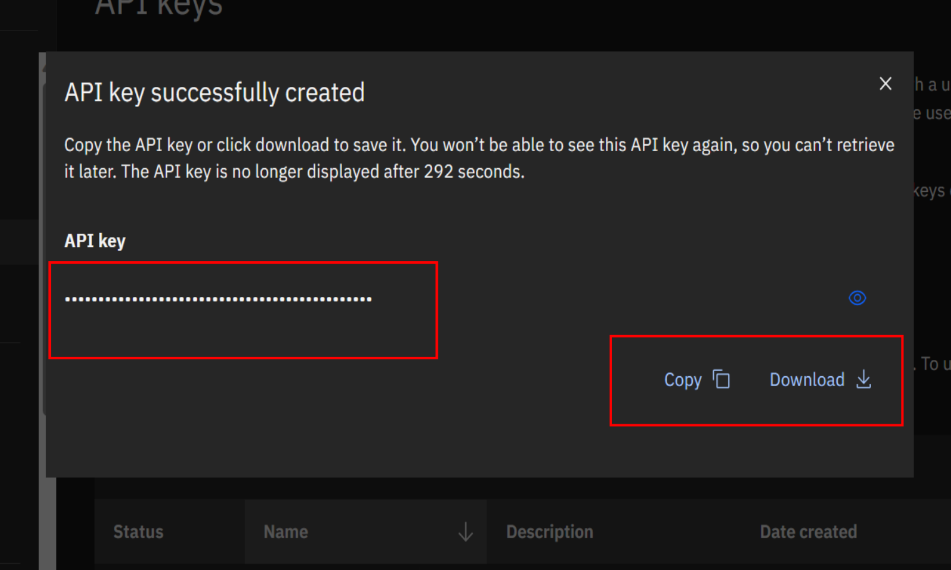 API keys
API key successfully created
h a u
Copy the API key or click download to save it. You won't be able to see this API key again, so you can't retrieve
e use
it later. The API key is no longer displayed after 292 seconds.
keys
API key
••••••••••••••••••••••••••••••••••••••••••••
. To u
Copy
Download
Status
Name
Description
Date created